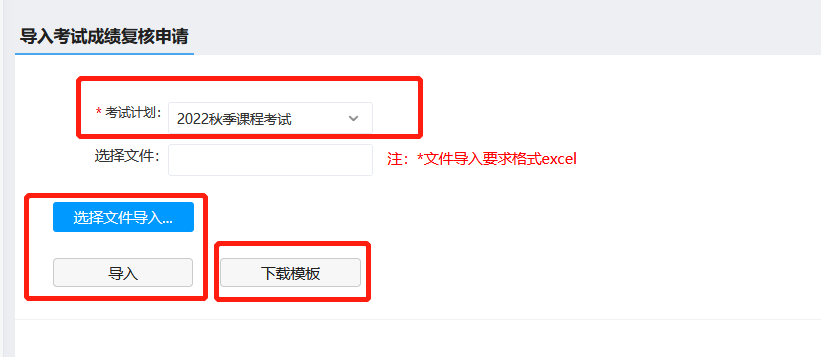 导入考试成绩复核申请
* 考试计划: 2022秋季课程考试
选择文件: 注：*文件导入要求格式excel
选择文件导入...
导入 下载模板